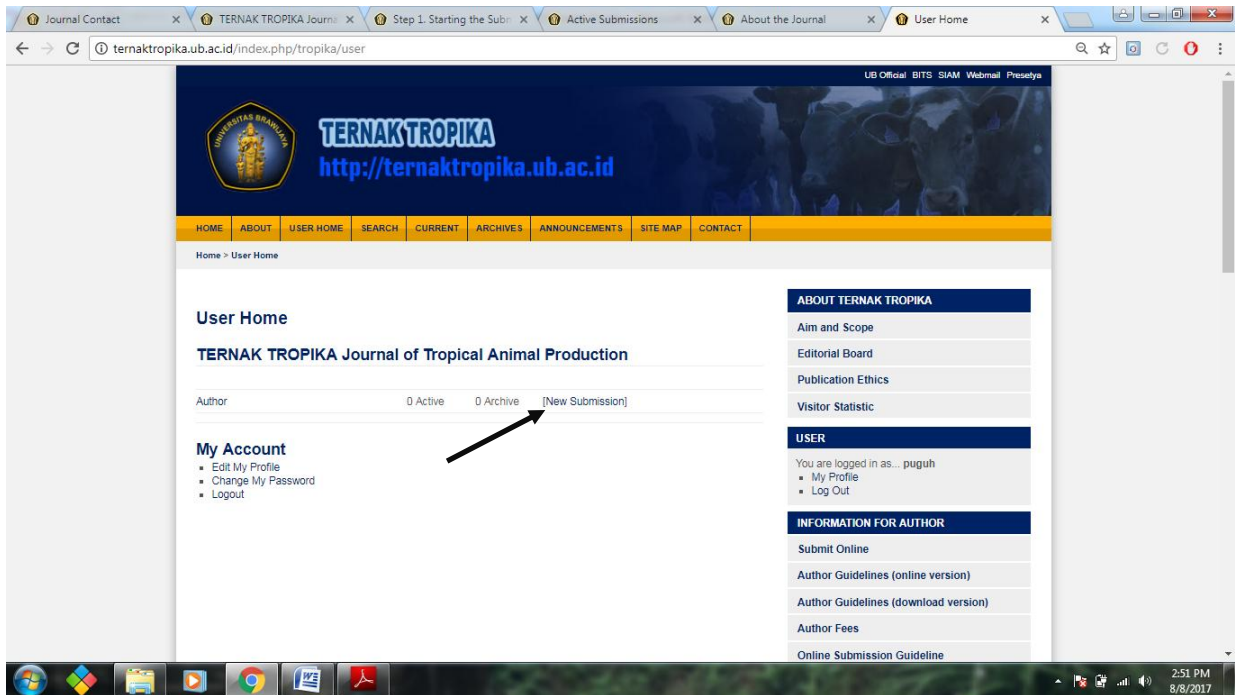 Journal Contact
TERNAK TROPIKA Journ
Step 1. Starting the Sub
Active Submissions
About the Journal
User Home
ternaktropika.ub.ac.id/index.php/tropika/user
UB Official BITS SIAM Webmail Presetya
UNIVERSITAS BRAWIJAYA
TERNAK TROPIKA
http://ternaktropika.ub.ac.id
HOME ABOUT USER HOME SEARCH CURRENT ARCHIVES ANNOUNCEMENTS SITE MAP CONTACT
Home > User Home
User Home
TERNAK TROPIKA Journal of Tropical Animal Production
Author 0 Active 0 Archive [New Submission]
My Account
Edit My Profile
Change My Password
Logout
ABOUT TERNAK TROPIKA
Aim and Scope
Editorial Board
Publication Ethics
Visitor Statistic
USER
You are logged in as... puguh
My Profile
Log Out
INFORMATION FOR AUTHOR
Submit Online
Author Guidelines (online version)
Author Guidelines (download version)
Author Fees
Online Submission Guideline
2:51 PM
8/8/2017